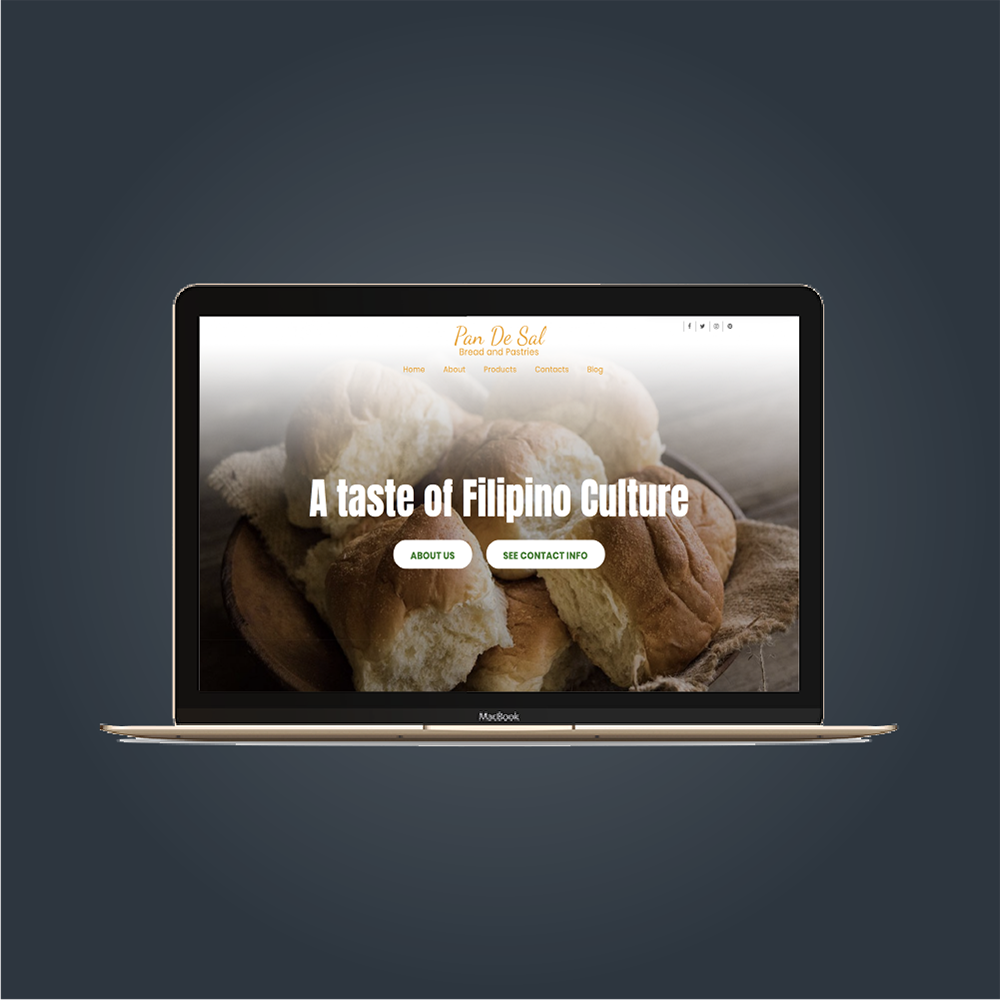 Pan De Sal
Bread and Pastries
Home About Products Contacts Blog
A taste of Filipino Culture
ABOUT US SEE CONTACT INFO
MacBook